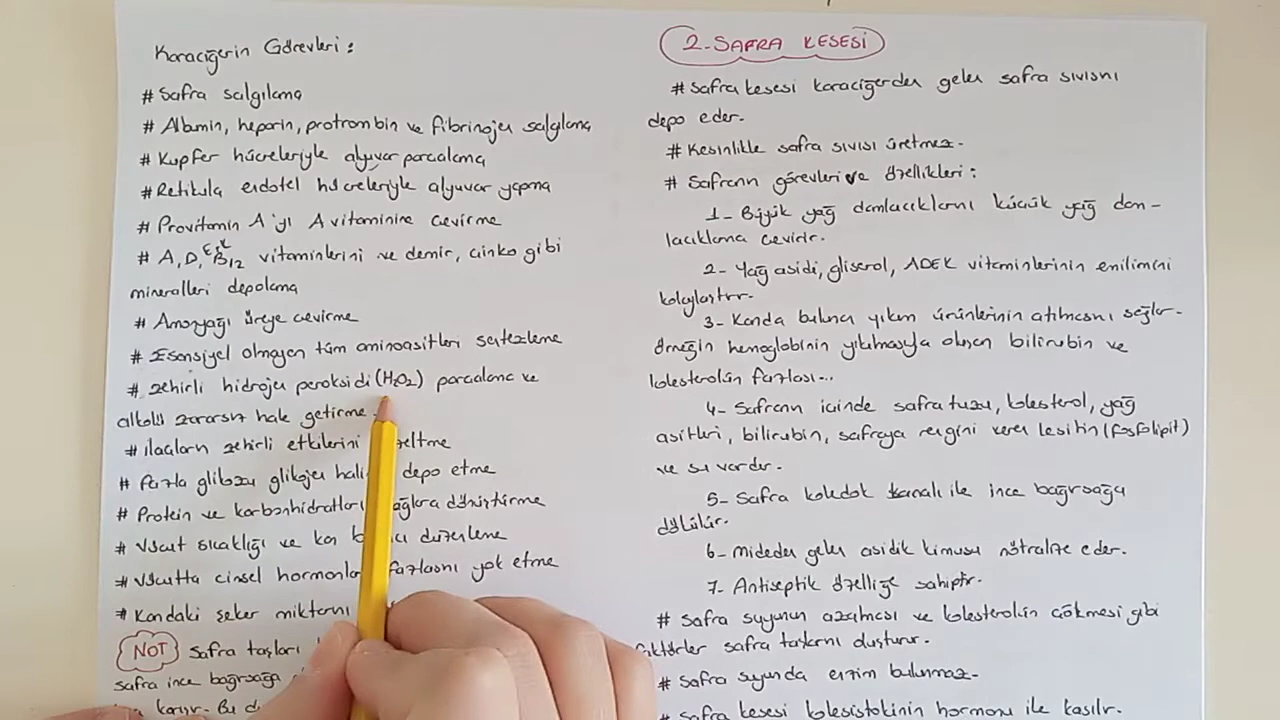 Karaciğerin Görevleri:
# Safra salgılama
# Albumin, heparin, protrombin ve fibrinojen salgılama
# Kupfer hücreleriyle alyuvar parçalama
# Retikula endotel hücreleriyle alyuvar yapma
# Provitamin A'yı A vitaminine çevirme
# A, D, E, K B12 vitaminlerini ve demir, çinko gibi
mineralleri depolama
# Amonyağı üreye çevirme
# Esansiyel olmayan tüm aminoasitleri sentezleme
# Zehirli hidrojen peroksidi (H2O2) parçalama ve
alkolü zararsız hale getirme.
# İlaçların zehirli etkilerini
# Fazla glikozu glikojen depo etme
# Protein ve karbonhidratları yağlara dönüştürme
# Vücut sıcaklığı ve kan düzenleme
# Vücutta cinsel hormonla fazlasını yok etme
# Kandaki şeker miktarını
NOT Safra taşları
safra ince bağırsağa
karışır. Bu
2-SAFRA KESESİ
# Safra kesesi karaciğerden gelen safra sıvısını
depo eder.
# Kesinlikle safra sıvısı üretmez.
# Safranın görevleri ve özellikleri:
1- Büyük yağ damlacıklarını küçük yağ dam-
lacıklarına çevirir.
2- Yağ asidi, gliserol, ADEK vitaminlerinin emilimini
kolaylaştırır.
3- Kanda bulunan yıkım ürünlerinin atılmasını sağlar.
Örneğin hemoglobinin yıkılmasıyla oluşan bilirubin ve
kolesterolün fazlası...
4- Safranın içinde safra tuzu, kolesterol, yağ
asitleri, bilirubin, safraya rengini veren lesitin (fosfolipit)
ve su vardır.
5- Safra koledok kanalı ile ince bağırsağa
dökülür.
6- Mideden gelen asidik kimusu nötralize eder.
7- Antiseptik özelliğe sahiptir.
# Safra suyunun azalması ve kolesterolün çökmesi gibi
faktörler safra taşlarını oluşturur.
# Safra suyunda enzim bulunmaz.
# Safra kesesi kolesistokinin hormonu ile kasılır.